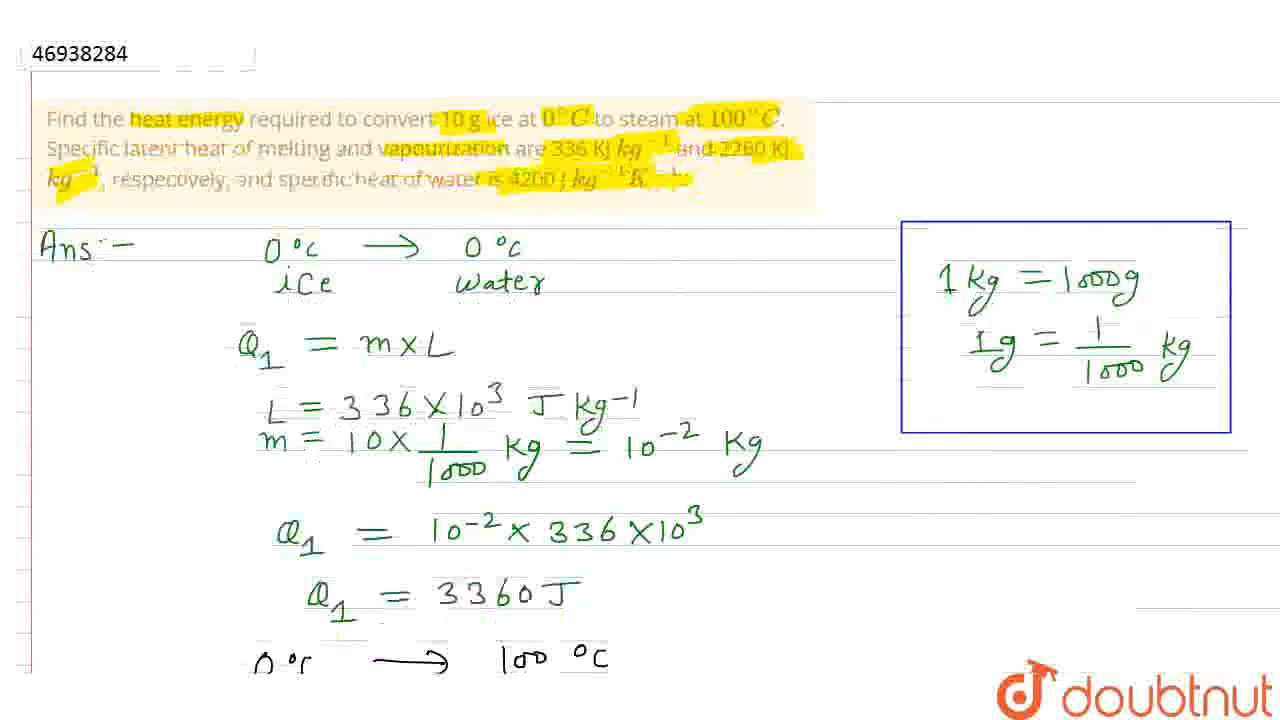 46938284
Find the heat energy required to convert 10 g ice at 0°C to steam at 100°C.
Specific latent heat of melting and vapourization are 336 KJ kg⁻¹ and 2260 KJ
kg⁻¹, respectively, and specific heat of water is 4200 J kg⁻¹K
Ans :- 0°C → 0°C
ice water
Q₁ = m×L
L = 336×10³ J kg⁻¹
m = 10 × 1/1000 kg = 10⁻² kg
Q₁ = 10⁻² × 336 × 10³
Q₁ = 3360 J
0°C → 100 °C
1 kg = 1000g
1g = 1/1000 kg
doubtnut